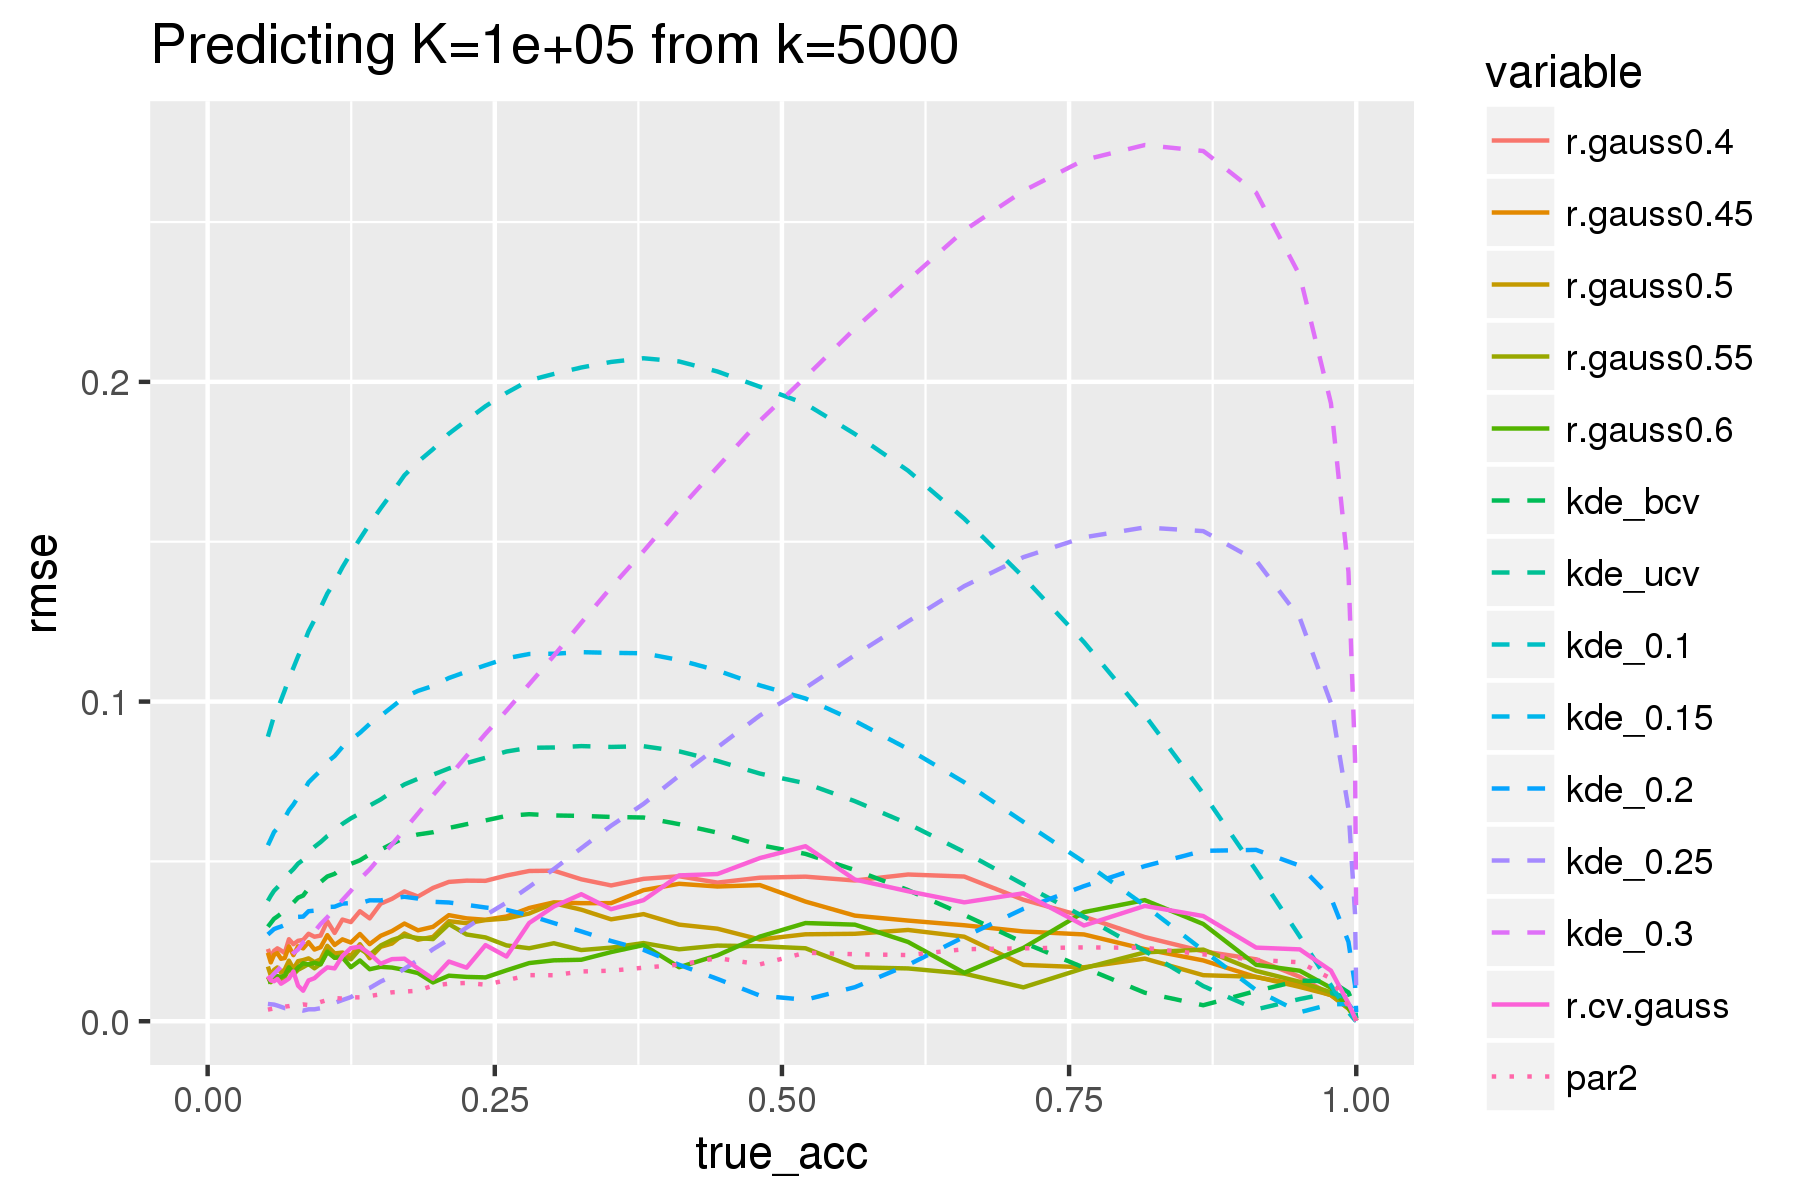 Predicting K=1e+05 from k=5000
variable
r.gauss0.4
r.gauss0.45
r.gauss0.5
r.gauss0.55
r.gauss0.6
kde_bcv
kde_ucv
kde_0.1
kde_0.15
kde_0.2
kde_0.25
kde_0.3
r.cv.gauss
par2
rmse
0.2
0.1
0.0
0.00 0.25 0.50 0.75 1.00
true_acc